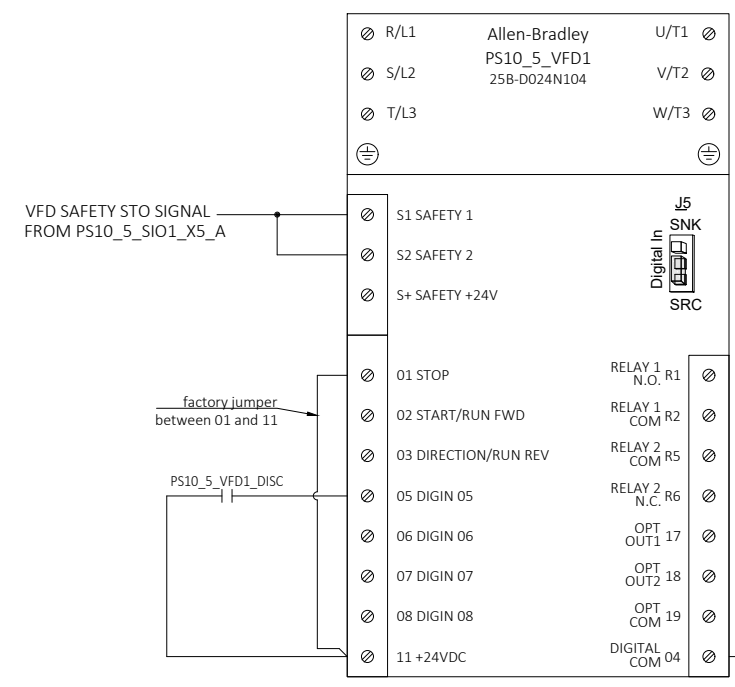 R/L1
Allen-Bradley
U/T1
PS10_5_VFD1
S/L2
25B-D024N104
V/T2
T/L3
W/T3
VFD SAFETY STO SIGNAL
FROM PS10_5_SIO1_X5_A
S1 SAFETY 1
S2 SAFETY 2
S+ SAFETY +24V
J5
SNK
Digital In
SRC
factory jumper
between 01 and 11
PS10_5_VFD1_DISC
01 STOP
02 START/RUN FWD
03 DIRECTION/RUN REV
05 DIGIN 05
06 DIGIN 06
07 DIGIN 07
08 DIGIN 08
11 +24VDC
RELAY 1
N.O. R1
RELAY 1
COM R2
RELAY 2
COM R5
RELAY 2
N.C. R6
OPT
OUT1 17
OPT
OUT2 18
OPT
COM 19
DIGITAL
COM 04